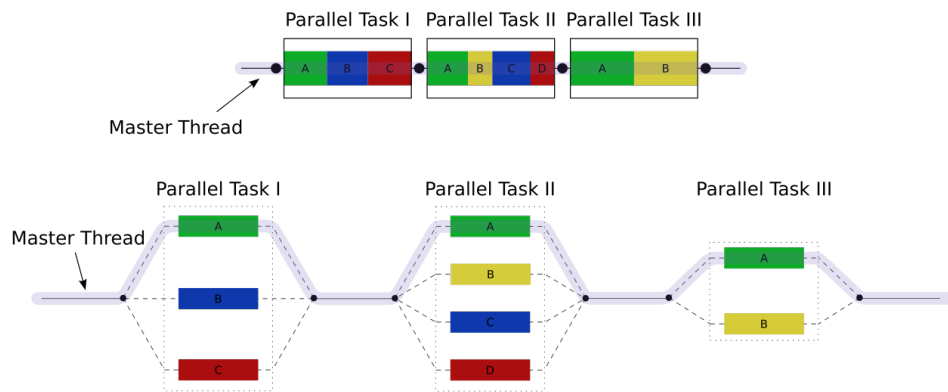 Parallel Task I Parallel Task II Parallel Task III
A B C A B C D A B
Master Thread
Parallel Task I Parallel Task II Parallel Task III
A A
Master Thread
B A
B
B C
C D B